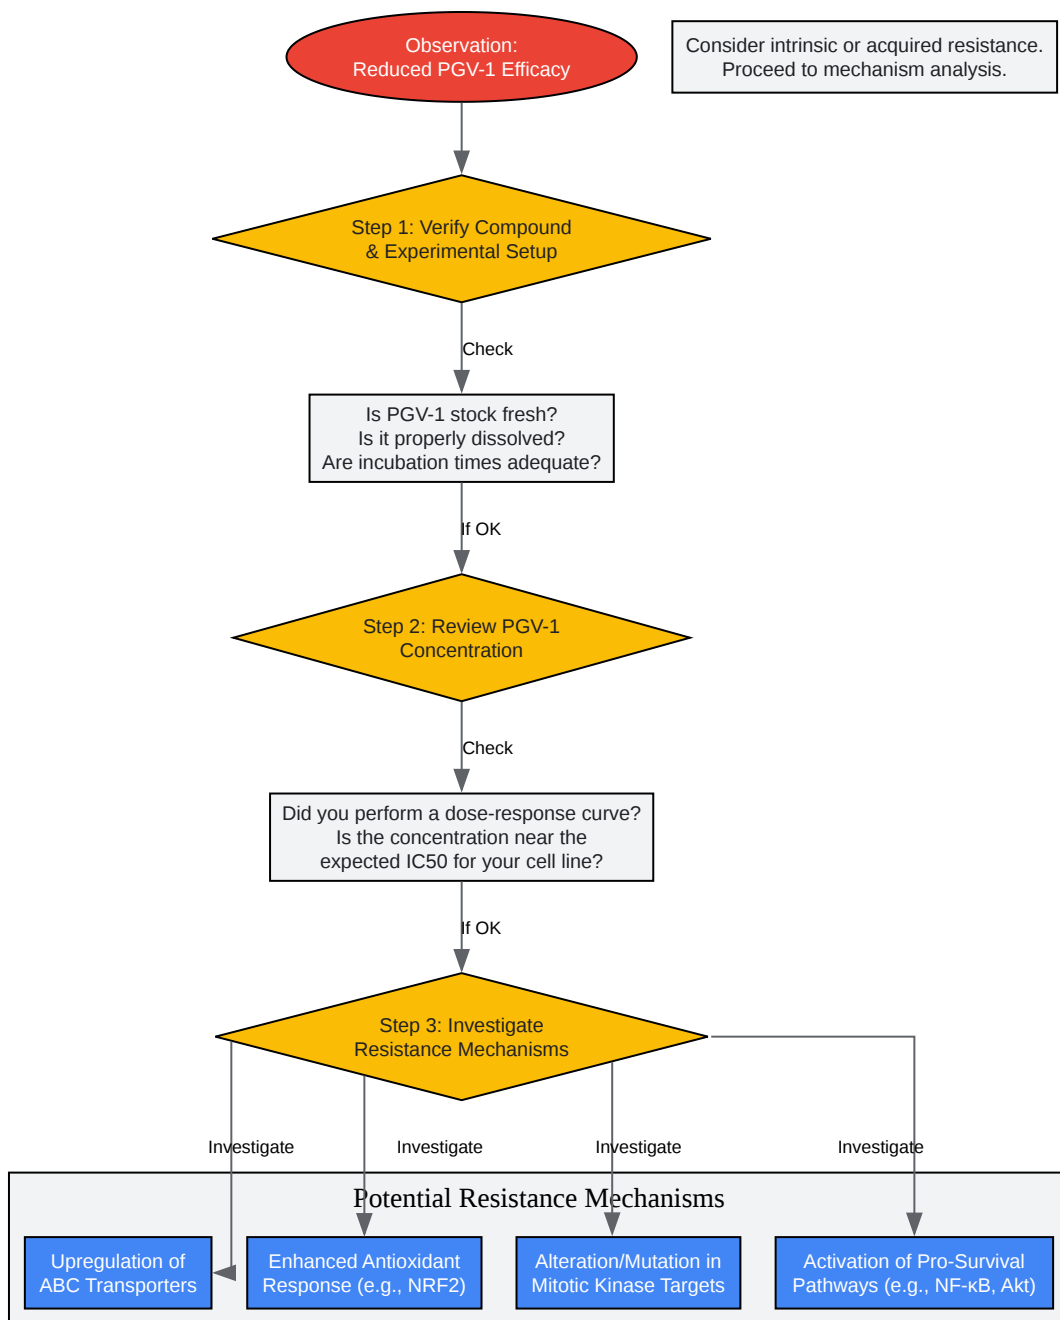 Observation:
Reduced PGV-1 Efficacy
Consider intrinsic or acquired resistance.
Proceed to mechanism analysis.
Step 1: Verify Compound
& Experimental Setup
Check
Is PGV-1 stock fresh?
Is it properly dissolved?
Are incubation times adequate?
If OK
Step 2: Review PGV-1
Concentration
Check
Did you perform a dose-response curve?
Is the concentration near the
expected IC50 for your cell line?
If OK
Step 3: Investigate
Resistance Mechanisms
Investigate
Investigate
Investigate
Investigate
Potential Resistance Mechanisms
Upregulation of
ABC Transporters
Enhanced Antioxidant
Response (e.g., NRF2)
Alteration/Mutation in
Mitotic Kinase Targets
Activation of Pro-Survival
Pathways (e.g., NF-κB, Akt)